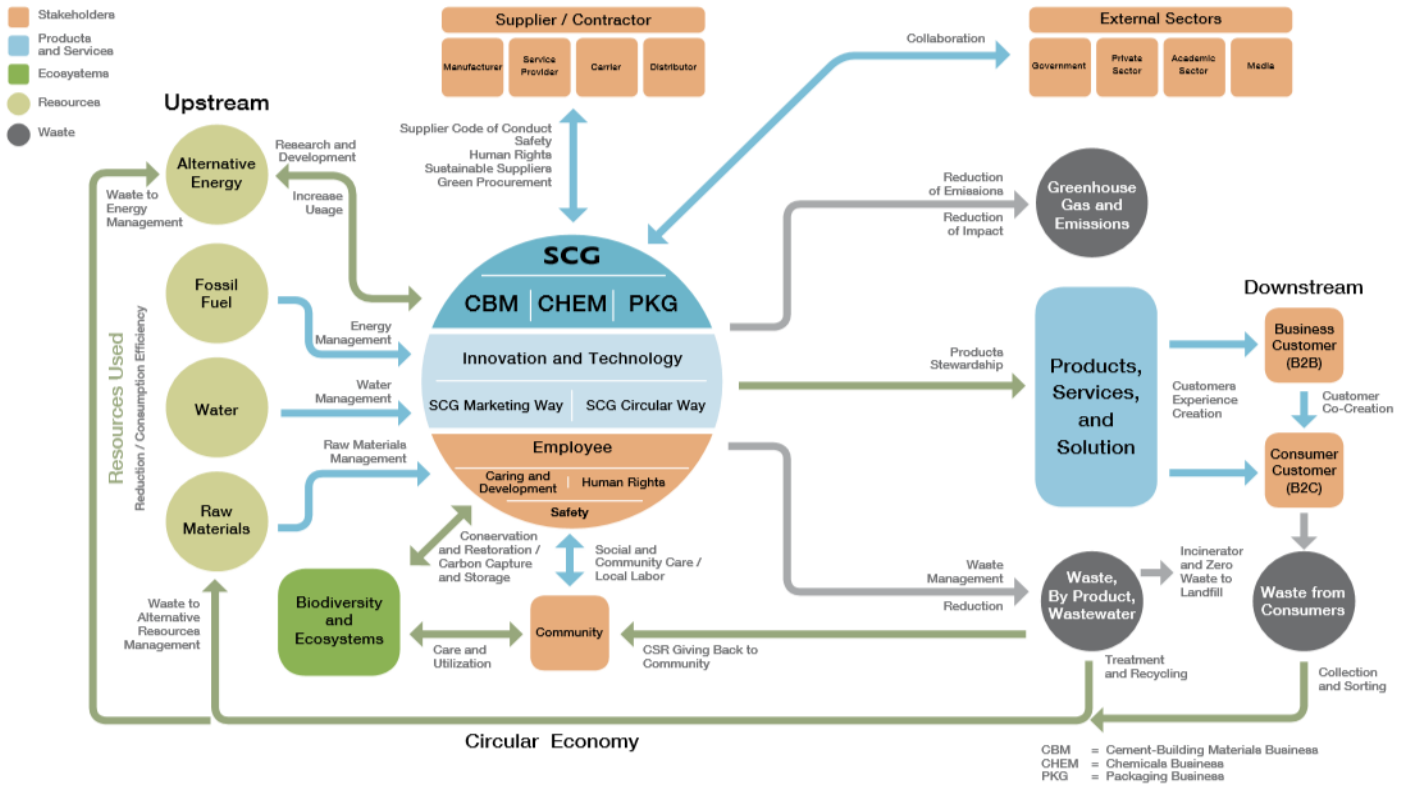 Stakeholders
Products
and Services
Ecosystems
Resources
Waste
Supplier / Contractor
Manufacturer
Service
Provider
Carrier
Distributor
External Sectors
Government
Private
Sector
Academic
Sector
Media
Collaboration
Upstream
Alternative
Energy
Research and
Development
Increase
Usage
Waste to
Energy
Management
Supplier Code of Conduct
Safety
Human Rights
Sustainable Suppliers
Green Procurement
Reduction
of Emissions
Reduction
of Impact
Greenhouse
Gas and
Emissions
Fossil
Fuel
Energy
Management
Water
Water
Management
Raw
Materials
Raw Materials
Management
Resources Used
Reduction / Consumption Efficiency
SCG
CBM
CHEM
PKG
Innovation and Technology
SCG Marketing Way
SCG Circular Way
Employee
Caring and
Development
Human Rights
Safety
Products
Stewardship
Products,
Services,
and
Solution
Downstream
Business
Customer
(B2B)
Customers
Experience
Creation
Customer
Co-Creation
Consumer
Customer
(B2C)
Conservation
and Restoration /
Carbon Capture
and Storage
Social and
Community Care /
Local Labor
Waste
Management
Reduction
Waste,
By Product,
Wastewater
Incinerator
and Zero
Waste to
Landfill
Waste from
Consumers
Waste to
Alternative
Resources
Management
Biodiversity
and
Ecosystems
Care and
Utilization
Community
CSR Giving Back to
Community
Treatment
and Recycling
Collection
and Sorting
Circular Economy
CBM = Cement-Building Materials Business
CHEM = Chemicals Business
PKG = Packaging Business